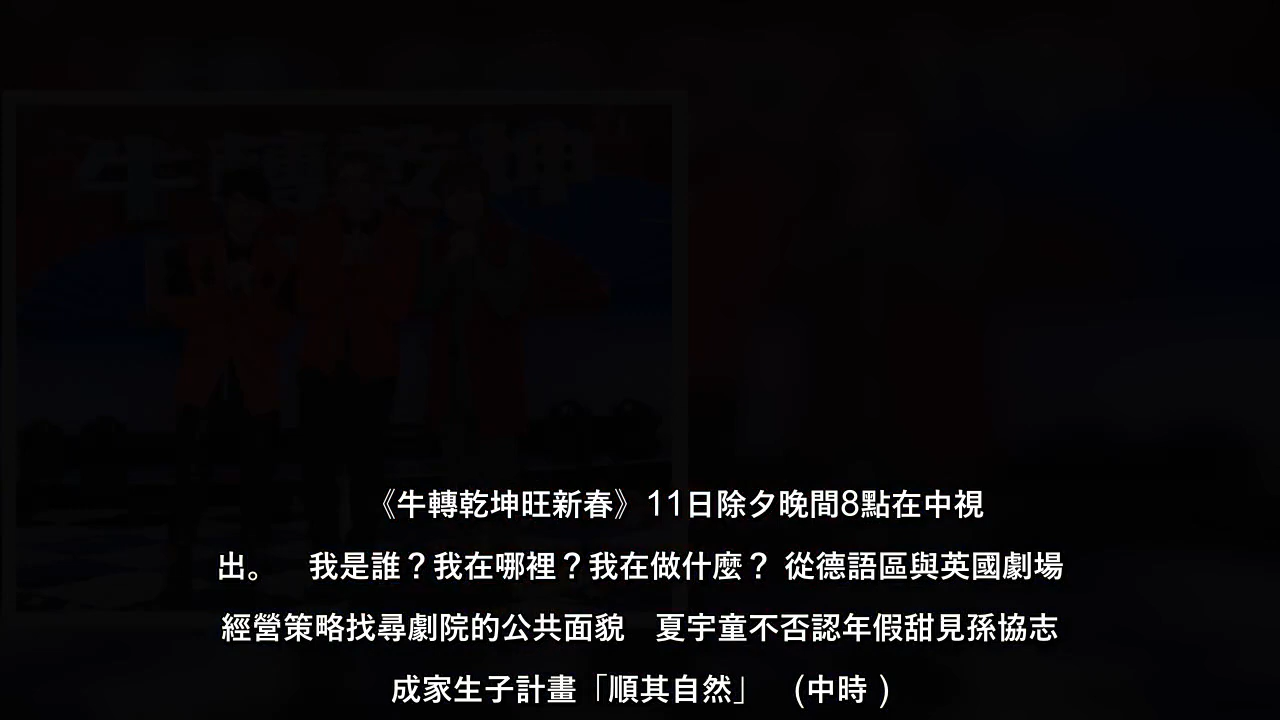 牛轉乾坤
《牛轉乾坤旺新春》11日除夕晚間8點在中視
出。 我是誰？我在哪裡？我在做什麼？ 從德語區與英國劇場
經營策略找尋劇院的公共面貌 夏宇童不否認年假甜見孫協志
成家生子計畫「順其自然」 (中時 )